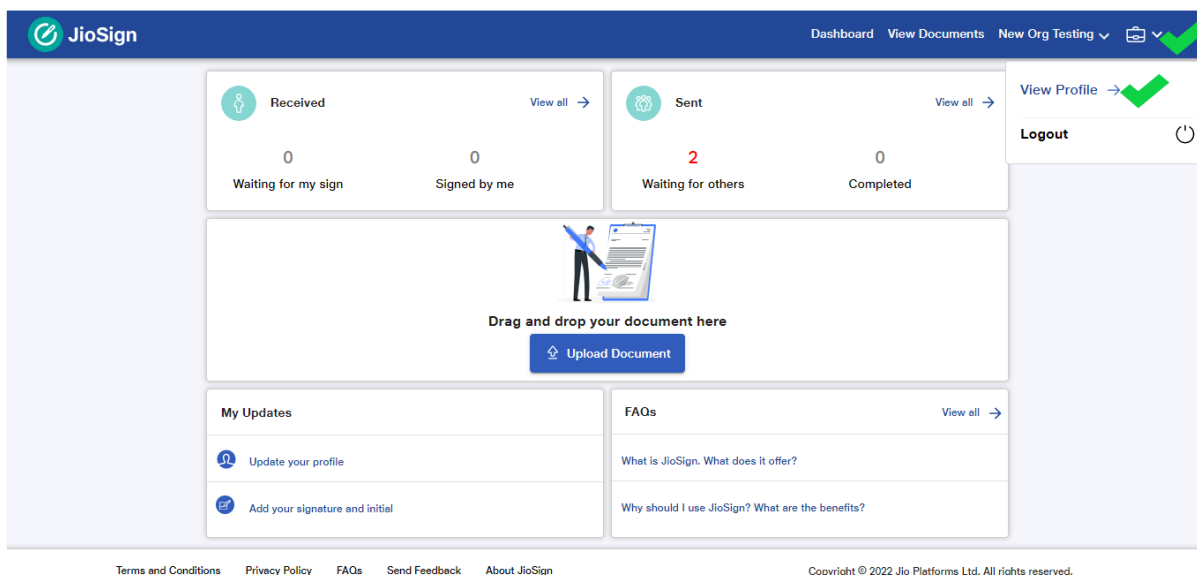 JioSign
Dashboard View Documents New Org Testing
View Profile
Logout
Received View all
0 0
Waiting for my sign Signed by me
Sent View all
2 0
Waiting for others Completed
Drag and drop your document here
Upload Document
My Updates
Update your profile
Add your signature and initial
FAQs View all
What is JioSign. What does it offer?
Why should I use JioSign? What are the benefits?
Terms and Conditions Privacy Policy FAQs Send Feedback About JioSign
Copyright © 2022 Jio Platforms Ltd. All rights reserved.